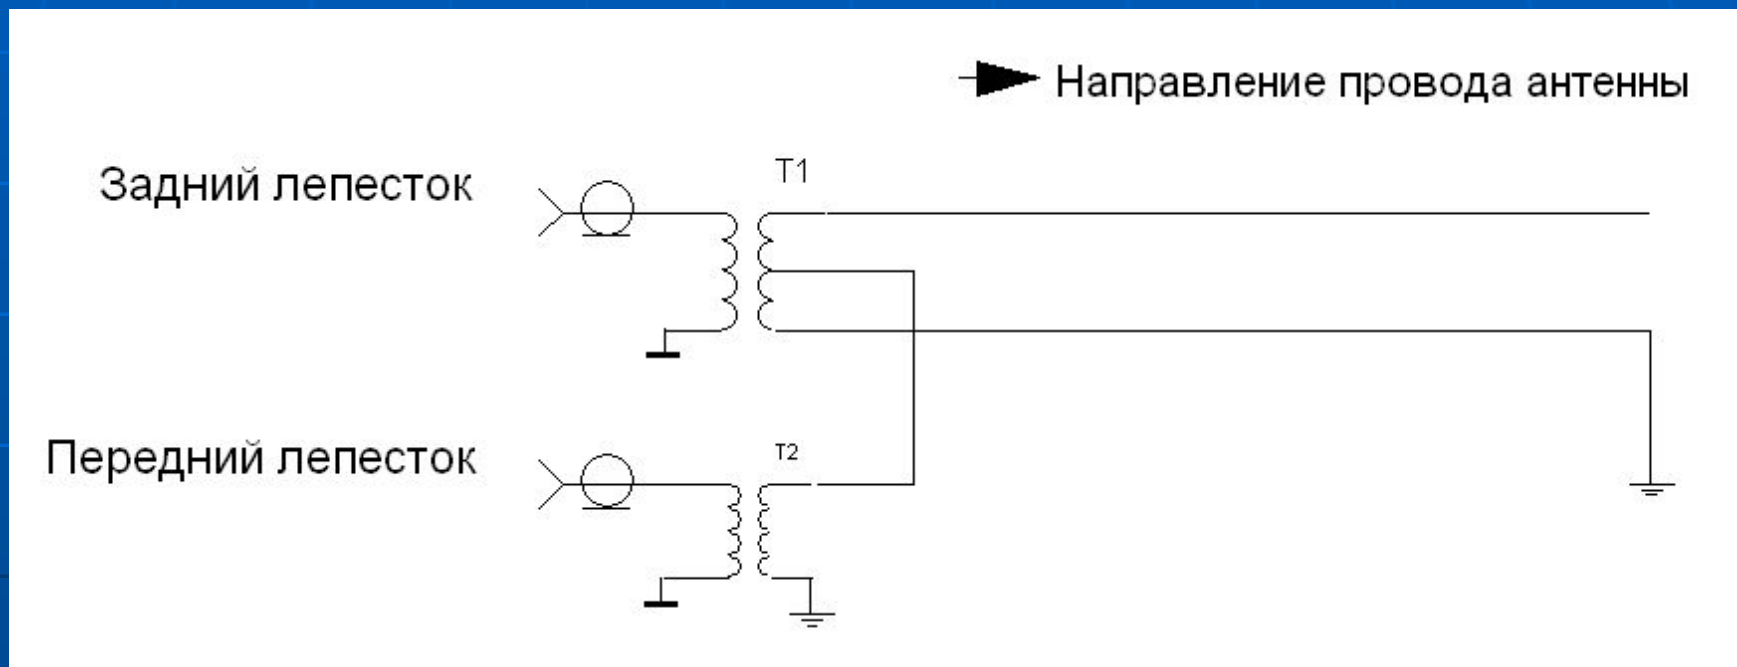 Направление провода антенны
Задний лепесток
T1
Передний лепесток
T2